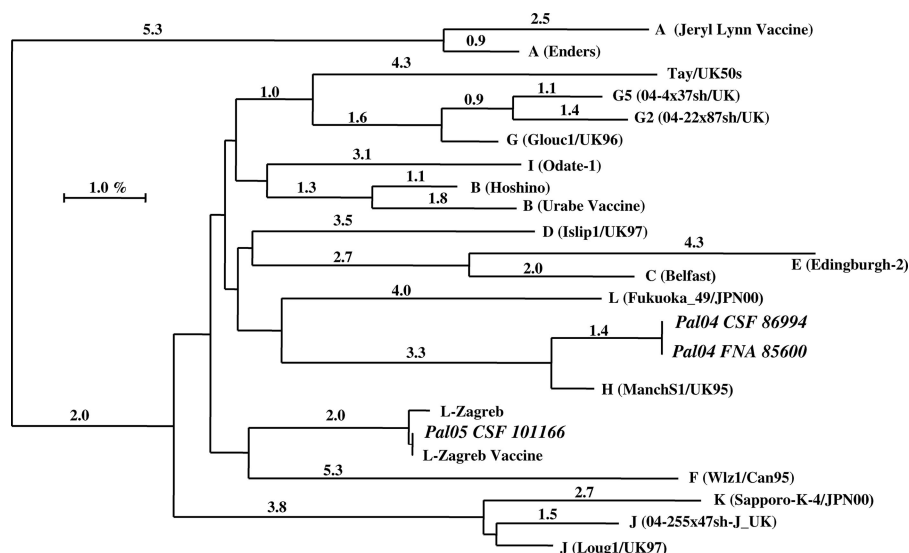 5.3
2.5
A (Jeryl Lynn Vaccine)
0.9
A (Enders)
4.3
Tay/UK50s
1.0
1.1
G5 (04-4x37sh/UK)
0.9
1.4
G2 (04-22x87sh/UK)
1.6
G (Glouc1/UK96)
3.1
I (Odate-1)
1.0 %
1.3
1.1
B (Hoshino)
1.8
B (Urabe Vaccine)
3.5
D (Islip1/UK97)
4.3
2.7
E (Edingburgh-2)
2.0
C (Belfast)
4.0
L (Fukuoka_49/JPN00)
1.4
Pal04 CSF 86994
Pal04 FNA 85600
3.3
H (ManchS1/UK95)
2.0
2.0
L-Zagreb
Pal05 CSF 101166
L-Zagreb Vaccine
5.3
F (Wlz1/Can95)
2.7
K (Sapporo-K-4/JPN00)
3.8
1.5
J (04-255x47sh-J_UK)
J (Loug1/UK97)